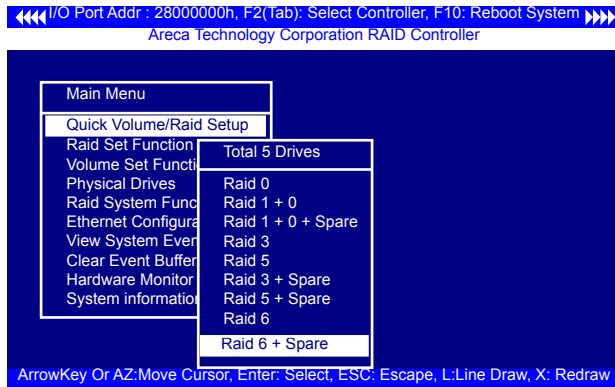 I/O Port Addr : 28000000h, F2(Tab): Select Controller, F10: Reboot System
Areca Technology Corporation RAID Controller
Main Menu
Quick Volume/Raid Setup
Raid Set Function
Volume Set Functi
Physical Drives
Raid System Func
Ethernet Configura
View System Even
Clear Event Buffer
Hardware Monitor
System informatio
Total 5 Drives
Raid 0
Raid 1 + 0
Raid 1 + 0 + Spare
Raid 3
Raid 5
Raid 3 + Spare
Raid 5 + Spare
Raid 6
Raid 6 + Spare
ArrowKey Or AZ:Move Cursor, Enter: Select, ESC: Escape, L:Line Draw, X: Redraw